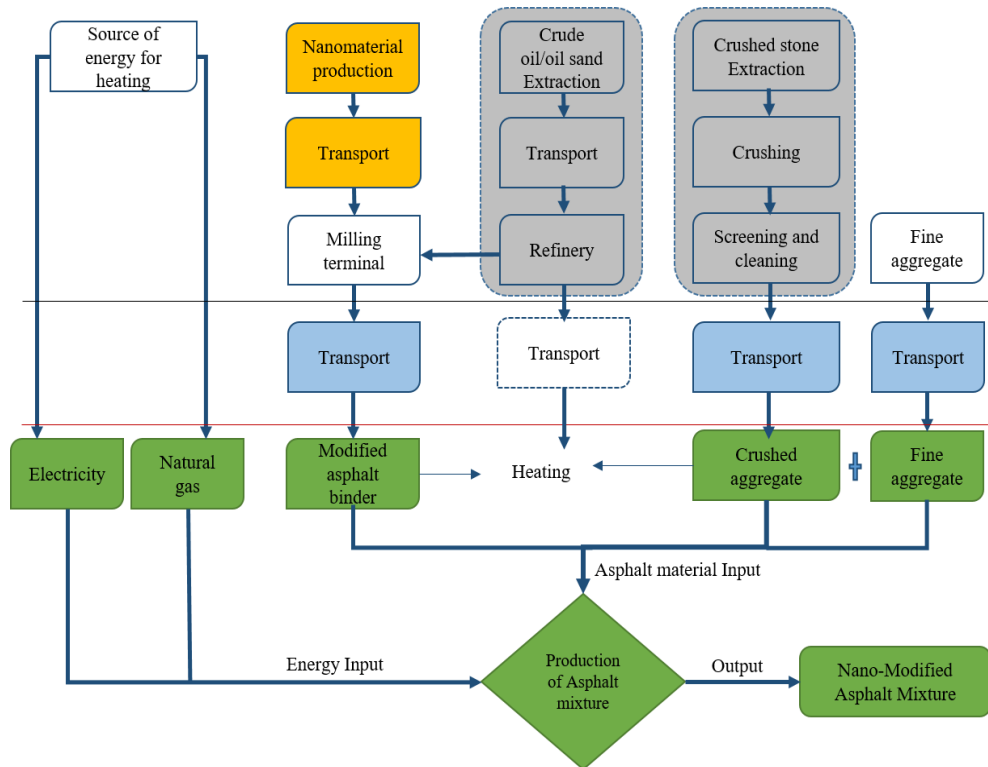 Source of
energy for
heating
Nanomaterial
production
Crude
oil/oil sand
Extraction
Crushed stone
Extraction
Transport
Transport
Crushing
Milling
terminal
Refinery
Screening and
cleaning
Fine
aggregate
Transport
Transport
Transport
Transport
Electricity
Natural
gas
Modified
asphalt
binder
Heating
Crushed
aggregate
Fine
aggregate
Asphalt material Input
Energy Input
Production
of Asphalt
mixture
Output
Nano-Modified
Asphalt Mixture